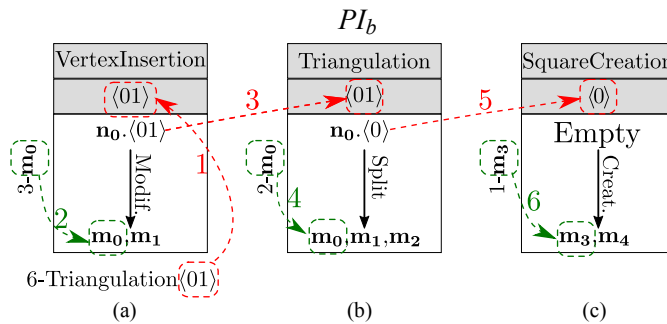 PI_b
VertexInsertion
⟨01⟩
n₀.⟨01⟩
3-m₀
Modif.
1
2
m₀,m₁
6-Triangulation⟨01⟩
(a)
3
Triangulation
⟨01⟩
n₀.⟨0⟩
2-m₀
Split
4
m₀,m₁,m₂
(b)
5
SquareCreation
⟨0⟩
Empty
1-m₃
Creat.
6
m₃,m₄
(c)